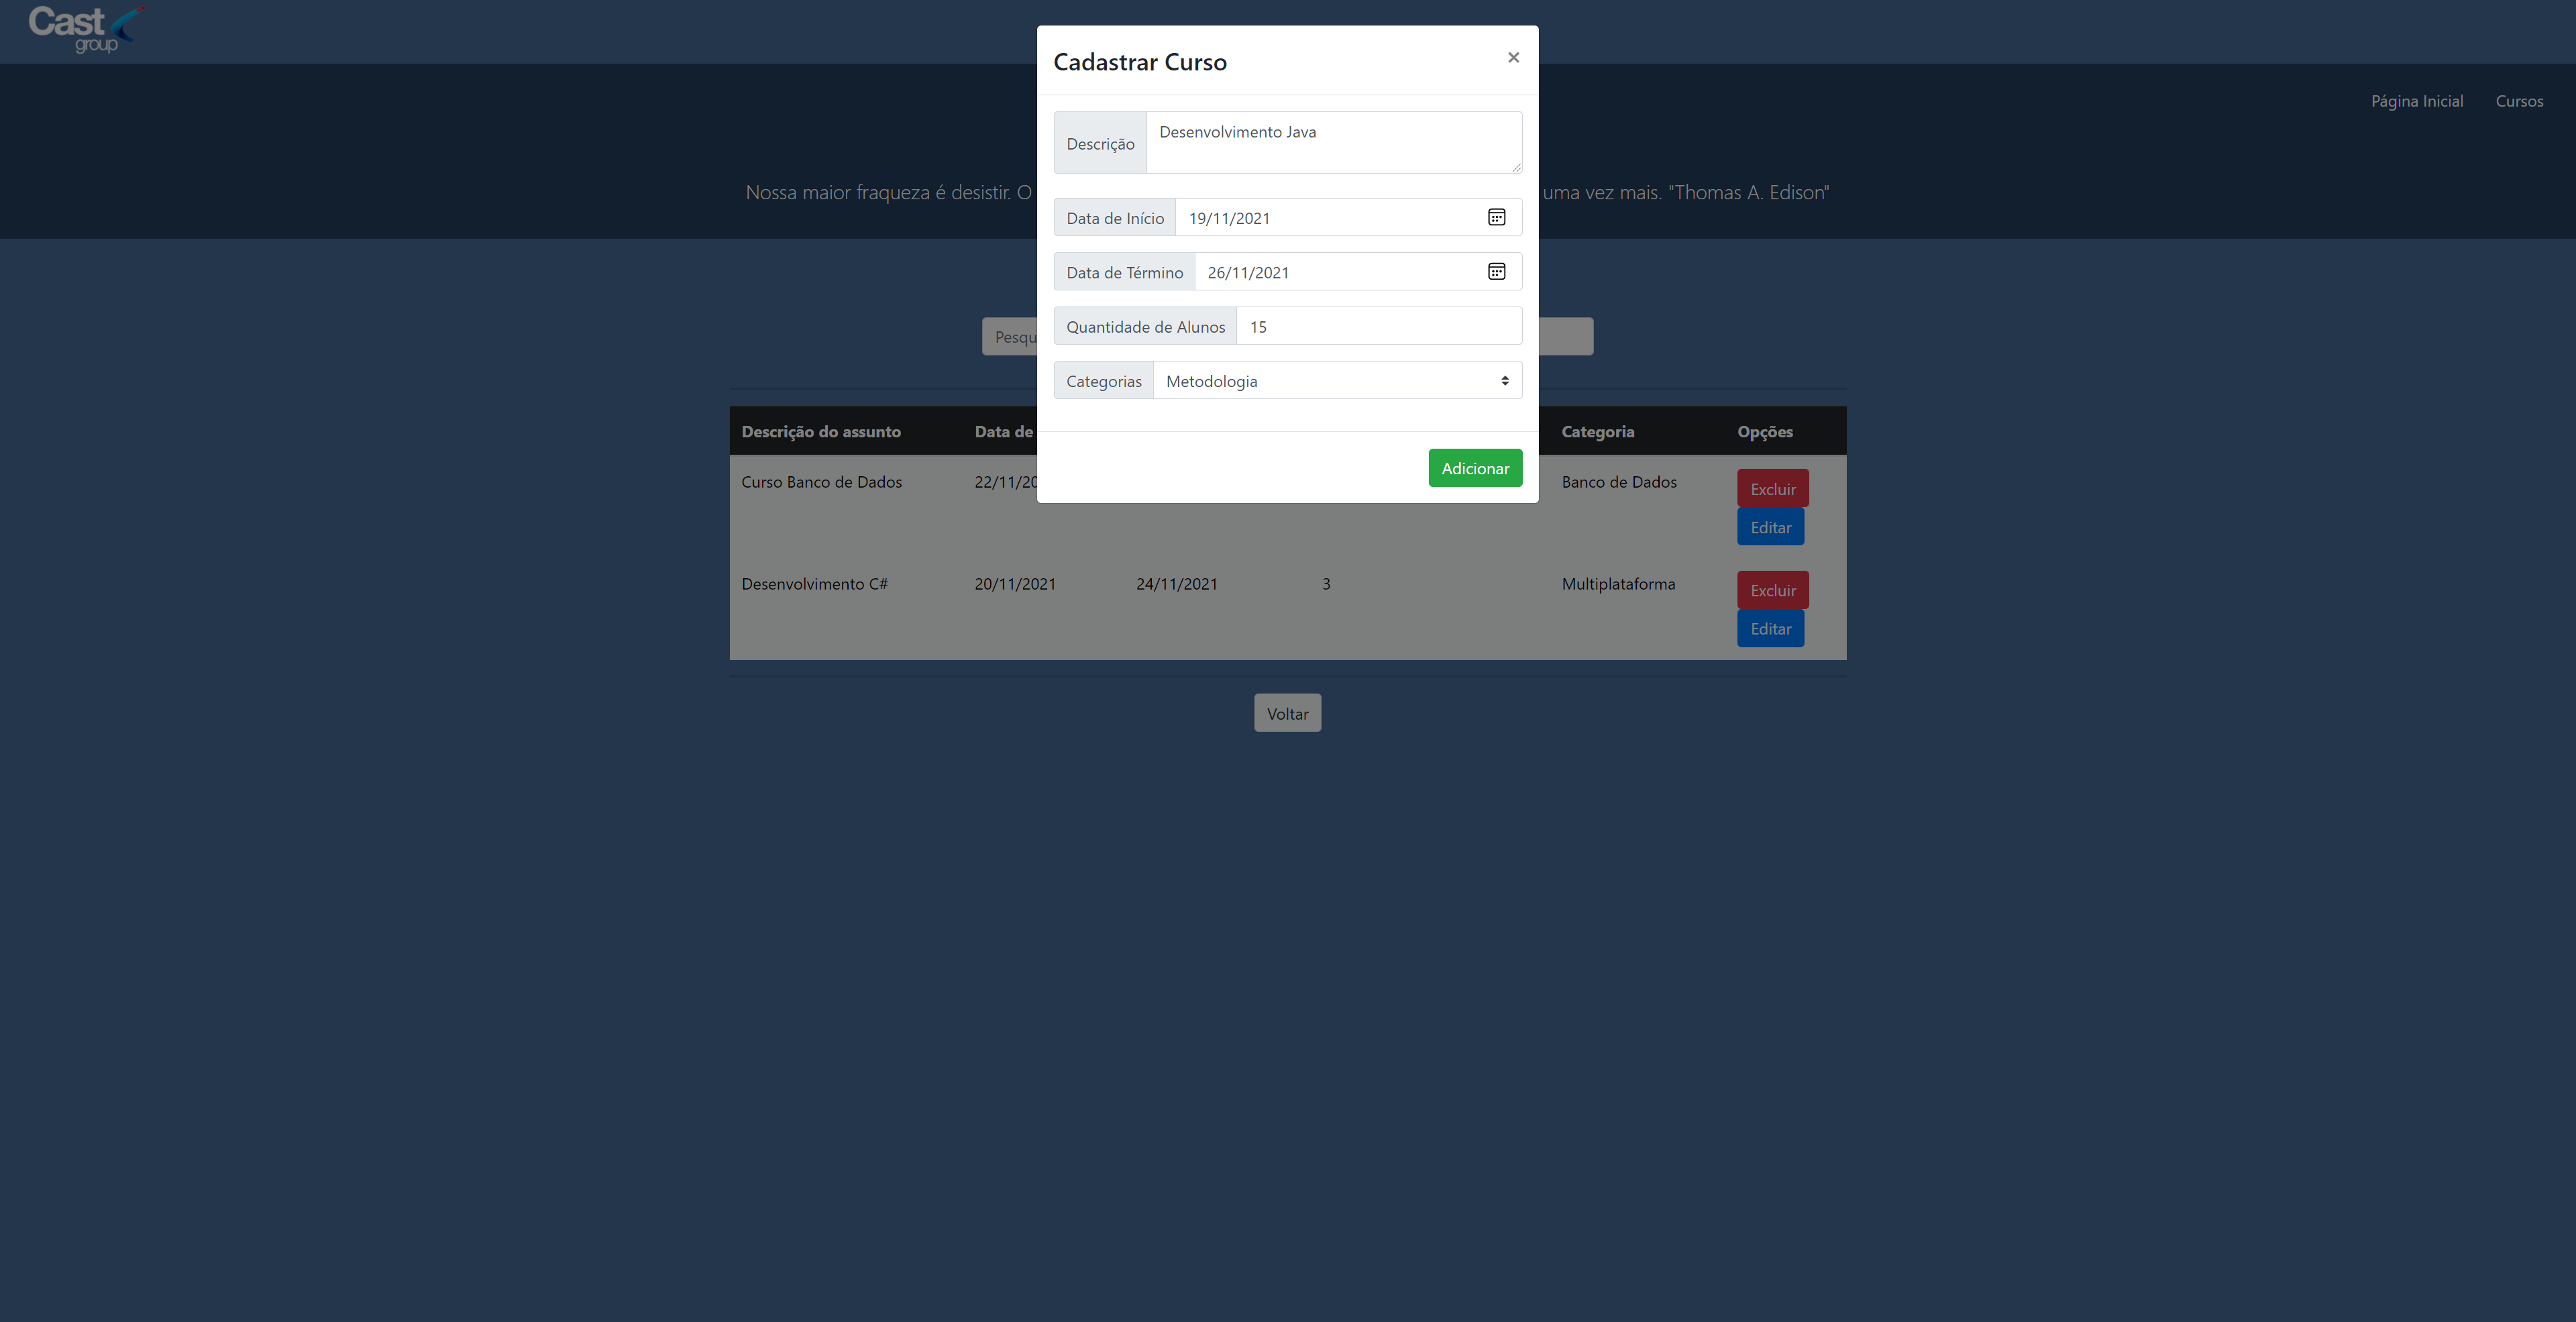 Cast
group
Página Inicial
Cursos
Nossa maior fraqueza é desistir. O
uma vez mais. "Thomas A. Edison"
Cadastrar Curso
×
Descrição
Desenvolvimento Java
Data de Início
19/11/2021
Data de Término
26/11/2021
Quantidade de Alunos
15
Categorias
Metodologia
Adicionar
Pesqu
Descrição do assunto
Data de
Categoria
Opções
Curso Banco de Dados
22/11/20
Banco de Dados
Excluir
Editar
Desenvolvimento C#
20/11/2021
24/11/2021
3
Multiplataforma
Excluir
Editar
Voltar